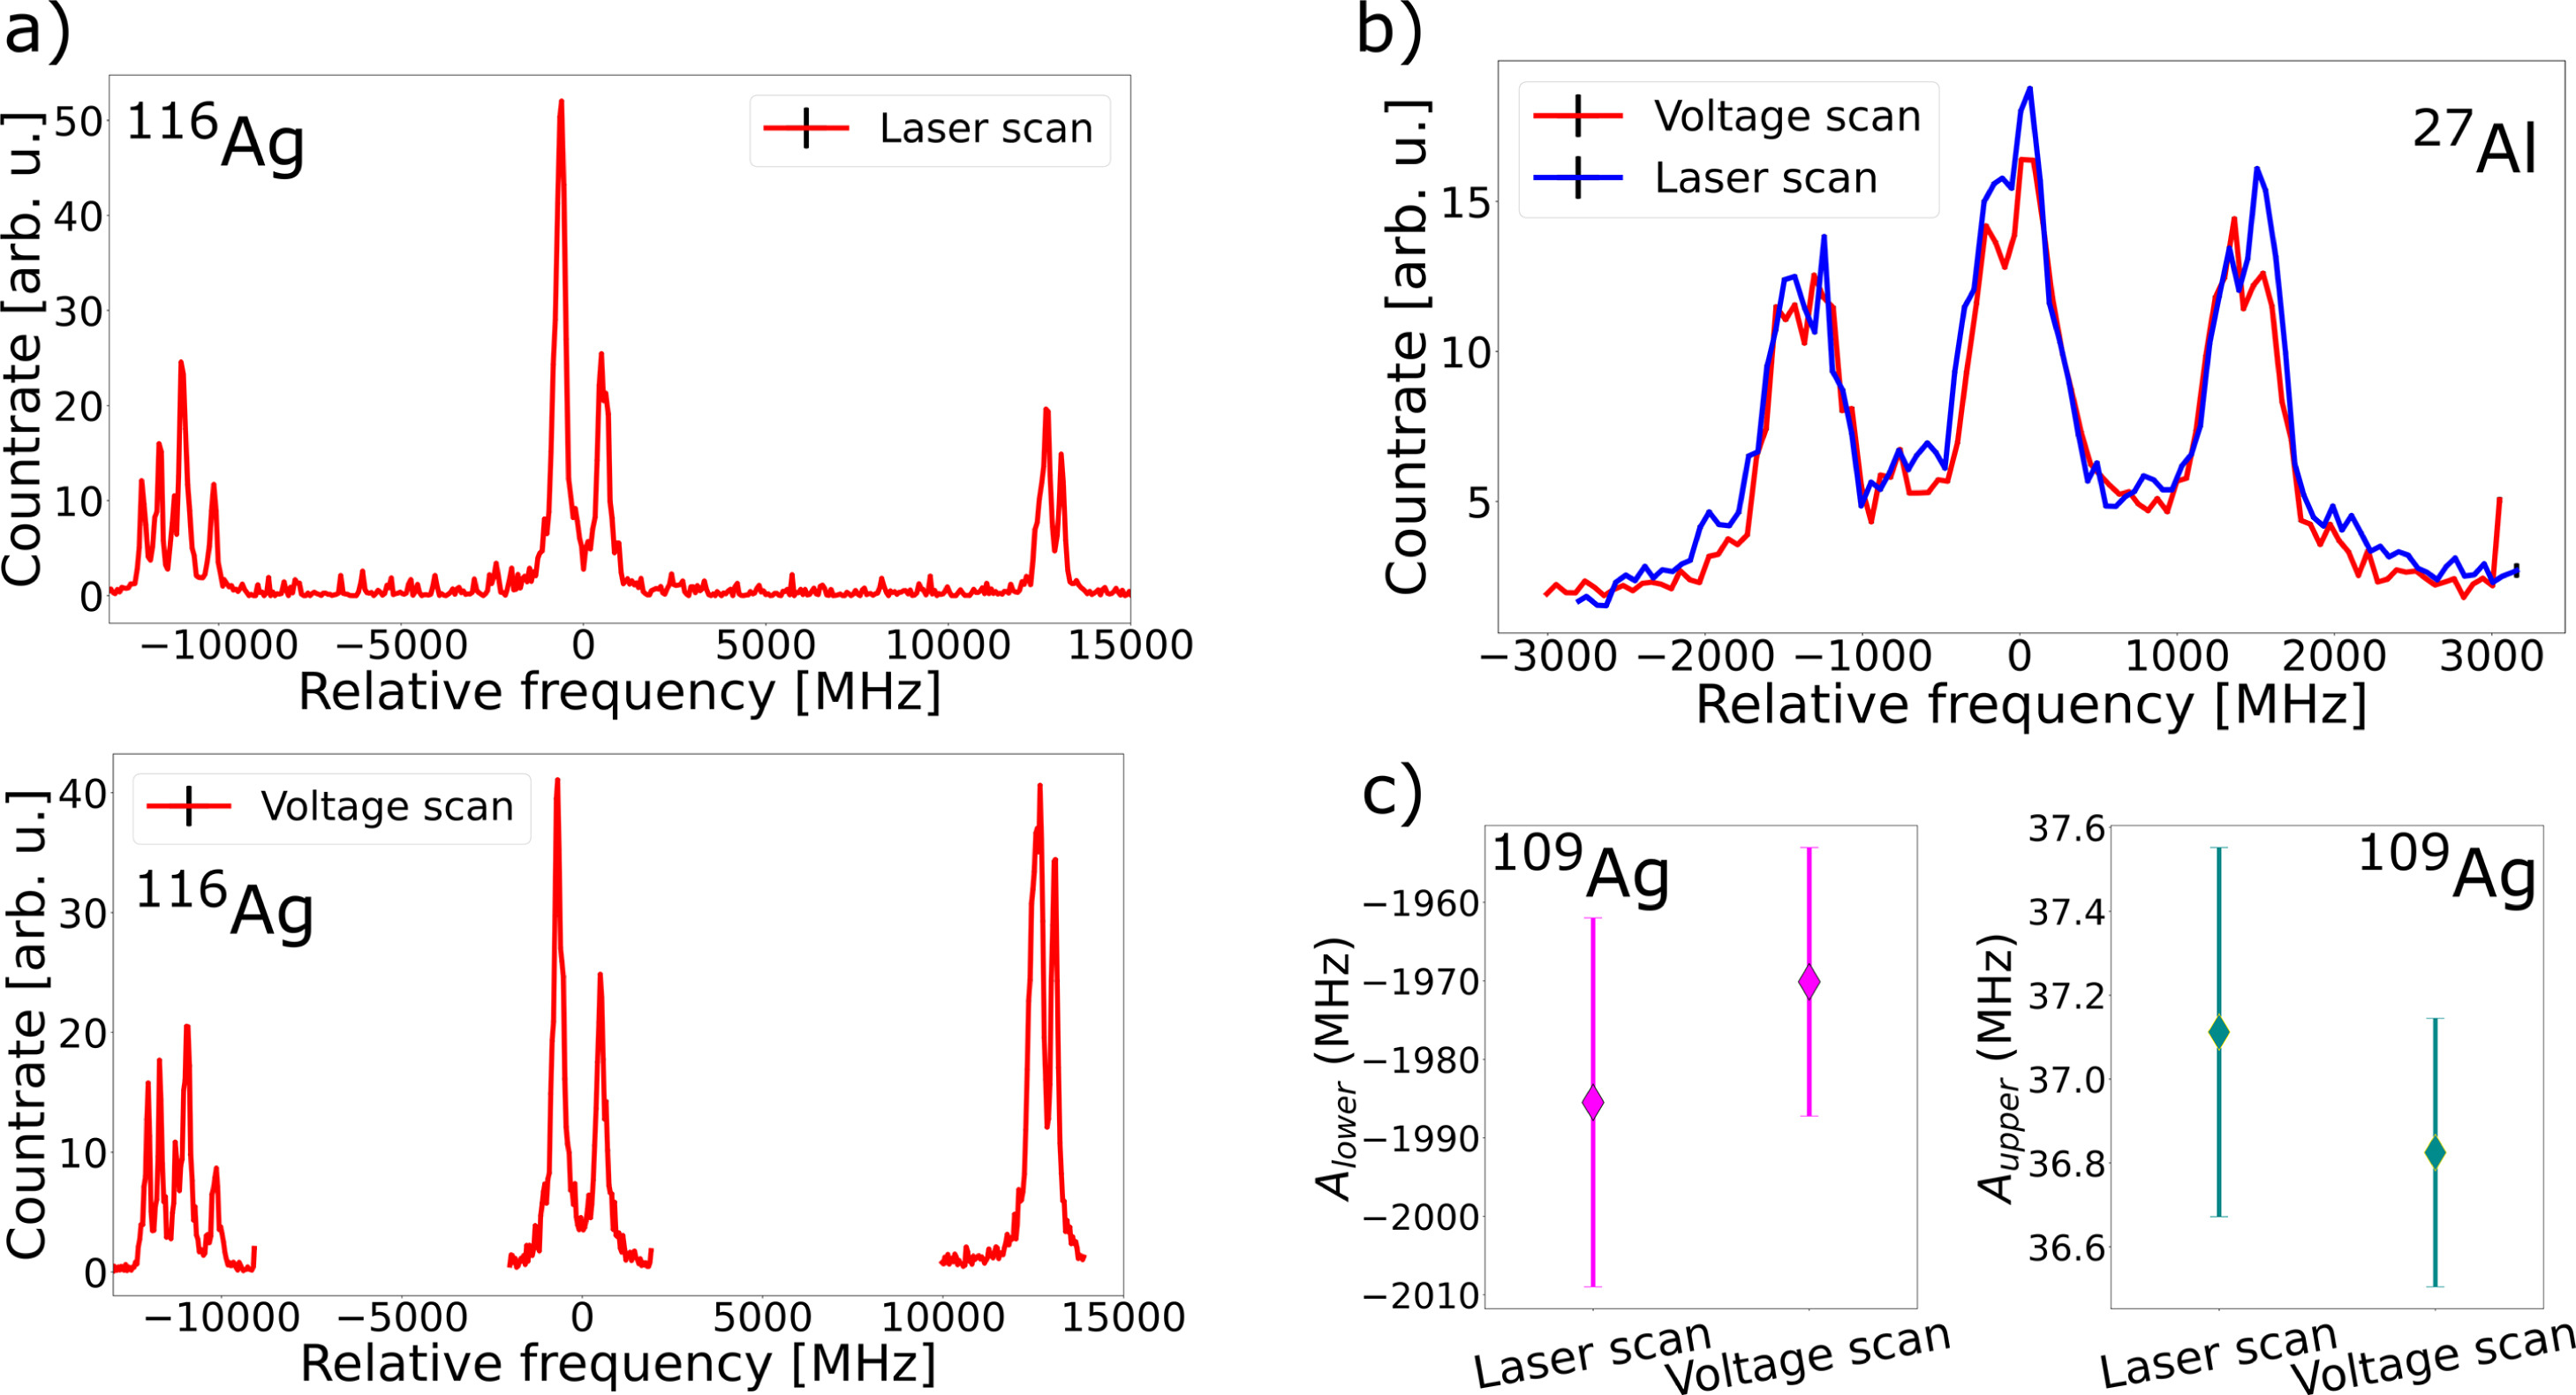 a)
¹¹⁶Ag
Laser scan
Countrate [arb. u.]
50
40
30
20
10
0
−10000 −5000 0 5000 10000 15000
Relative frequency [MHz]
Voltage scan
¹¹⁶Ag
Countrate [arb. u.]
40
30
20
10
0
−10000 −5000 0 5000 10000 15000
Relative frequency [MHz]
b)
Voltage scan
Laser scan
²⁷Al
Countrate [arb. u.]
15
10
5
−3000 −2000 −1000 0 1000 2000 3000
Relative frequency [MHz]
c)
¹⁰⁹Ag
A_lower (MHz)
−1960
−1970
−1980
−1990
−2000
−2010
Laser scan Voltage scan
¹⁰⁹Ag
A_upper (MHz)
37.6
37.4
37.2
37.0
36.8
36.6
Laser scan Voltage scan